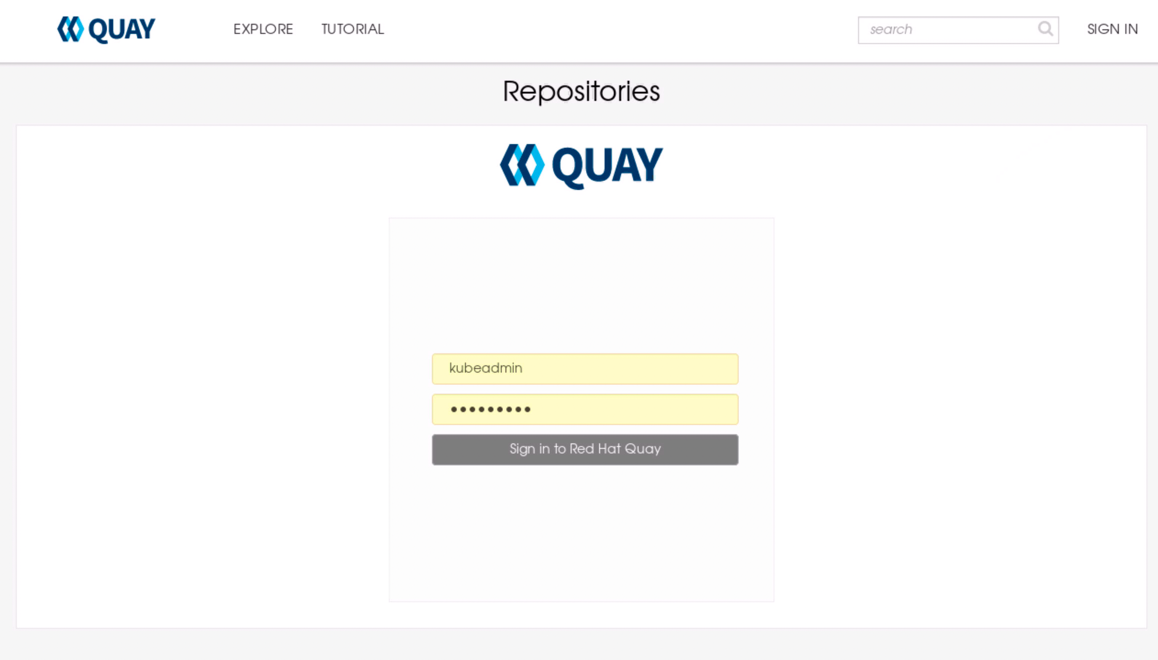 QUAY
EXPLORE
TUTORIAL
search
SIGN IN
Repositories
QUAY
kubeadmin
•••••••••
Sign in to Red Hat Quay